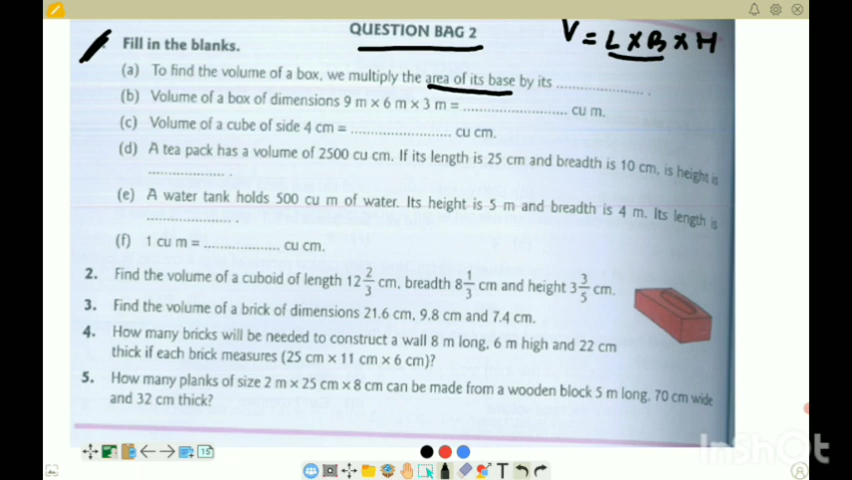 QUESTION BAG 2
V = L X B X H
Fill in the blanks.
(a) To find the volume of a box, we multiply the area of its base by its .......................... .
(b) Volume of a box of dimensions 9 m × 6 m × 3 m = .............................. cu m.
(c) Volume of a cube of side 4 cm = ............................. cu cm.
(d) A tea pack has a volume of 2500 cu cm. If its length is 25 cm and breadth is 10 cm, is height is
...................... .
(e) A water tank holds 500 cu m of water. Its height is 5 m and breadth is 4 m. Its length is
........................ .
(f) 1 cu m = ...................... cu cm.
2. Find the volume of a cuboid of length 12 2/3 cm, breadth 8 1/3 cm and height 3 3/5 cm.
3. Find the volume of a brick of dimensions 21.6 cm, 9.8 cm and 7.4 cm.
4. How many bricks will be needed to construct a wall 8 m long, 6 m high and 22 cm
thick if each brick measures (25 cm × 11 cm × 6 cm)?
5. How many planks of size 2 m × 25 cm × 8 cm can be made from a wooden block 5 m long, 70 cm wide
and 32 cm thick?
InShOt
15
T